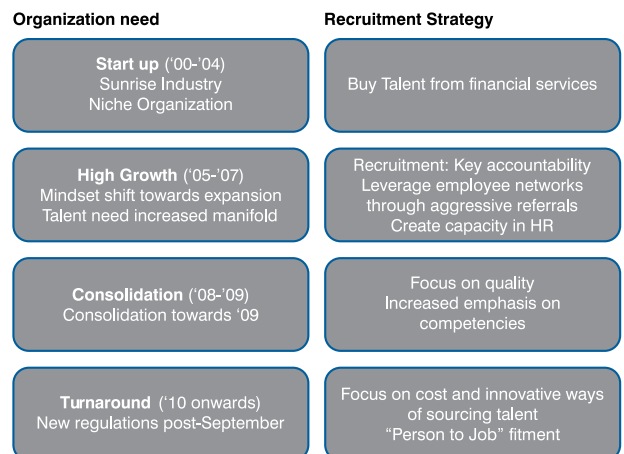 Organization need
Recruitment Strategy
Start up (‘00-’04)
Sunrise Industry
Niche Organization
Buy Talent from financial services
High Growth (‘05-’07)
Mindset shift towards expansion
Talent need increased manifold
Recruitment: Key accountability
Leverage employee networks
through aggressive referrals
Create capacity in HR
Consolidation (‘08-’09)
Consolidation towards ‘09
Focus on quality
Increased emphasis on
competencies
Turnaround (‘10 onwards)
New regulations post-September
Focus on cost and innovative ways
of sourcing talent
“Person to Job” fitment